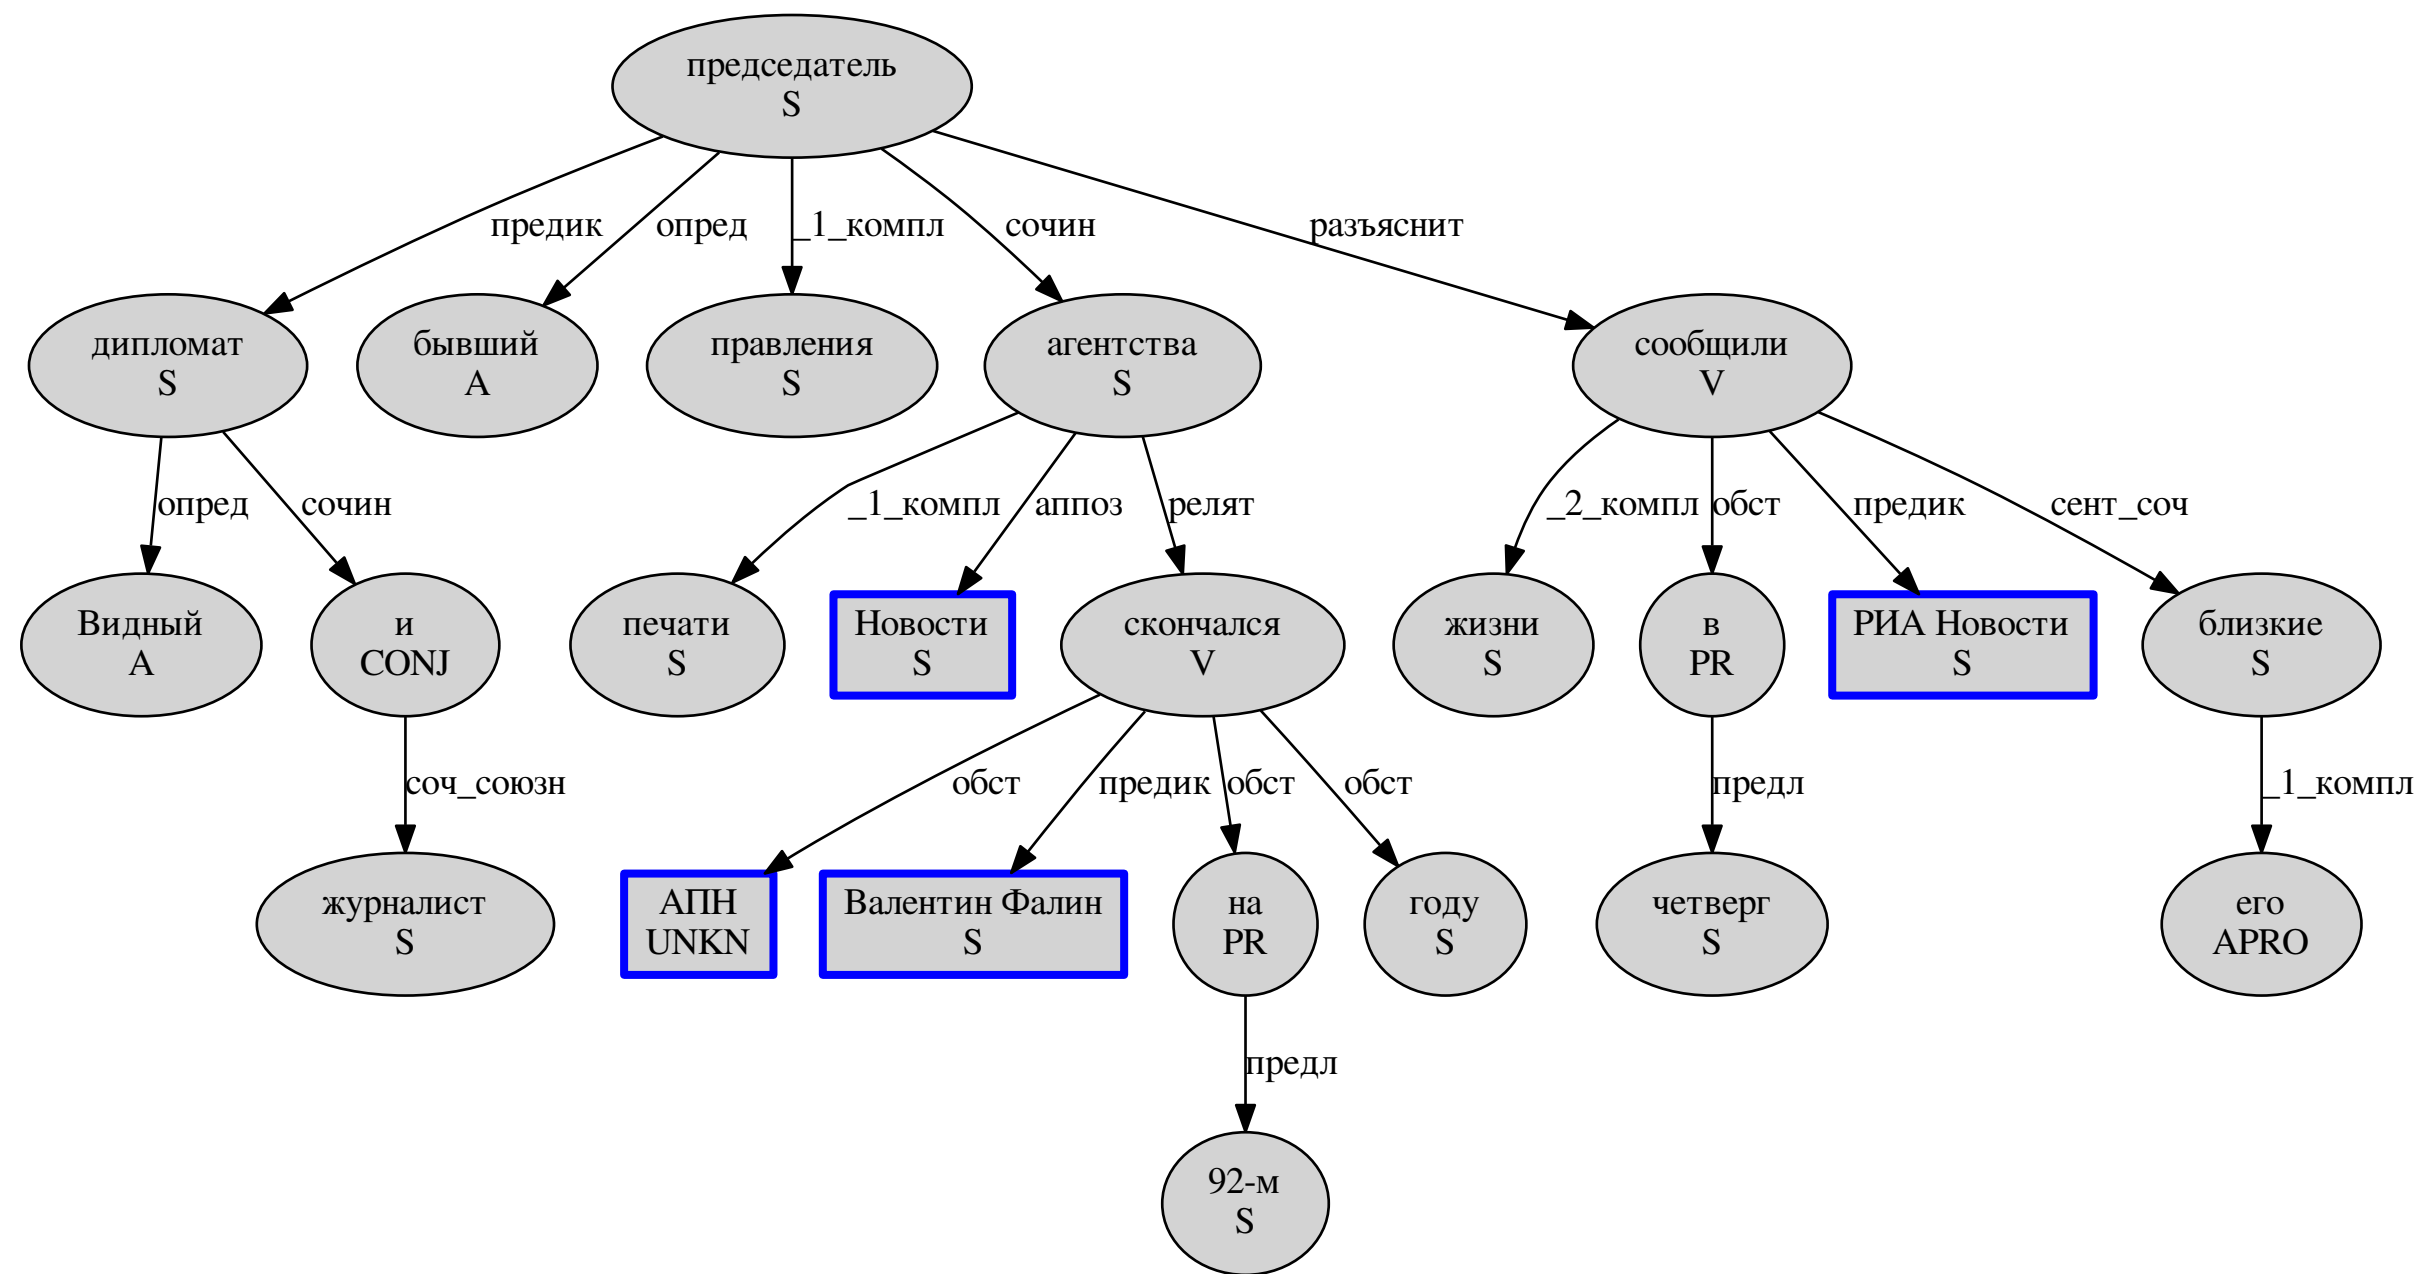 председатель
S
предик
опред
_1_компл
сочин
разъяснит
дипломат
S
бывший
A
правления
S
агентства
S
сообщили
V
опред
сочин
_1_компл
аппоз
релят
_2_компл
обст
предик
сент_соч
Видный
A
и
CONJ
печати
S
Новости
S
скончался
V
жизни
S
в
PR
РИА Новости
S
близкие
S
соч_союзн
обст
предик
обст
обст
предл
_1_компл
журналист
S
АПН
UNKN
Валентин Фалин
S
на
PR
году
S
четверг
S
его
APRO
предл
92-м
S